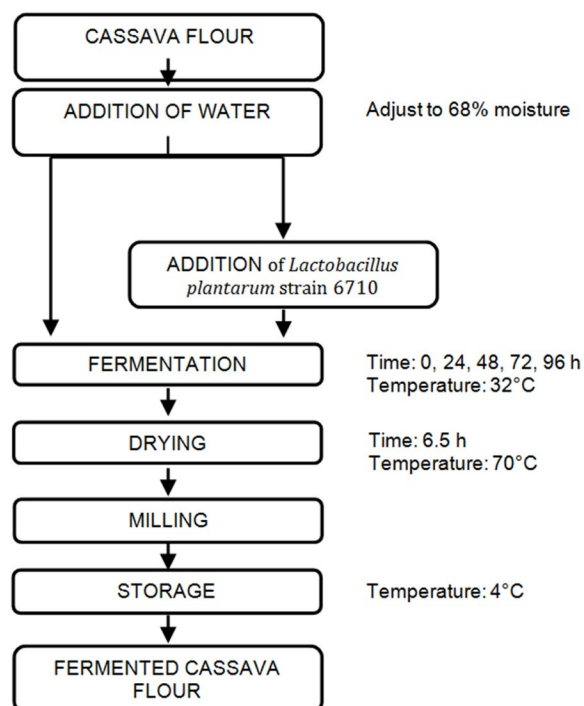 CASSAVA FLOUR
ADDITION OF WATER
Adjust to 68% moisture
ADDITION of Lactobacillus
plantarum strain 6710
FERMENTATION
Time: 0, 24, 48, 72, 96 h
Temperature: 32°C
DRYING
Time: 6.5 h
Temperature: 70°C
MILLING
STORAGE
Temperature: 4°C
FERMENTED CASSAVA
FLOUR